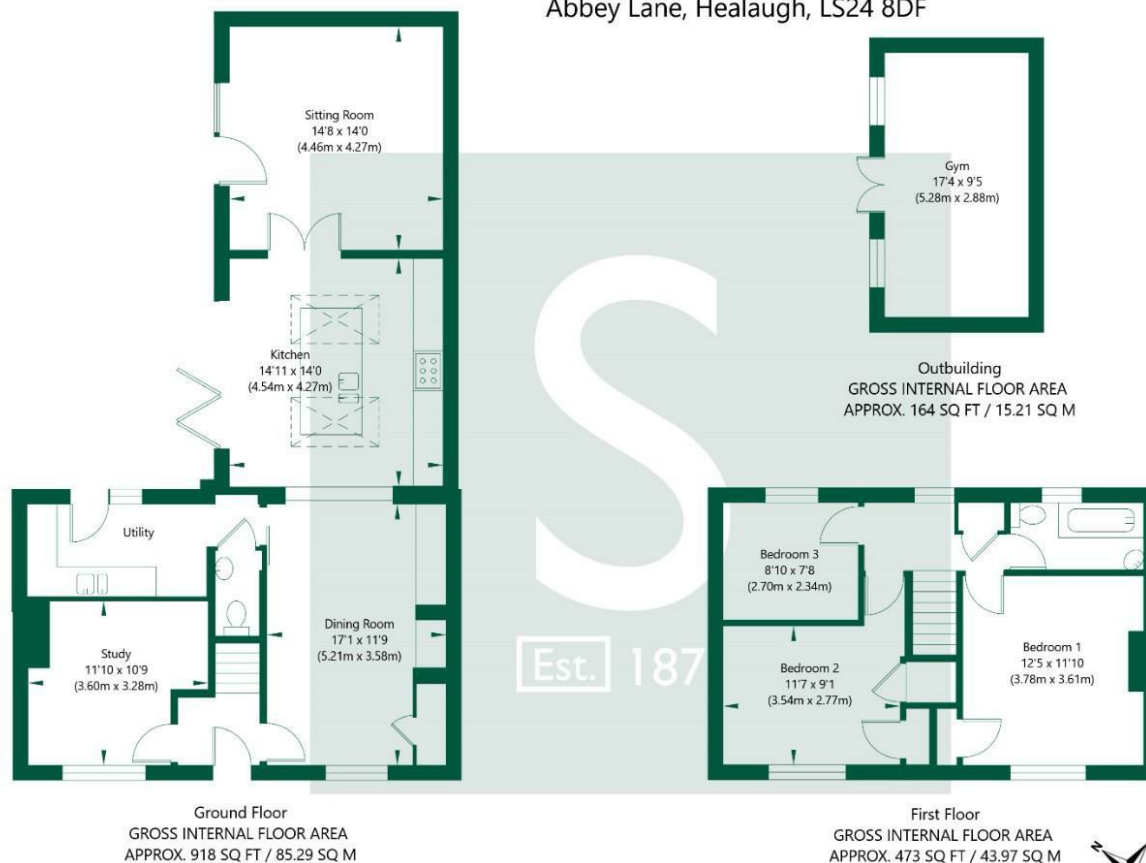 Abbey Lane, Healaugh, LS24 8DF
Sitting Room
14'8 x 14'0
(4.46m x 4.27m)
Gym
17'4 x 9'5
(5.28m x 2.88m)
Kitchen
14'11 x 14'0
(4.54m x 4.27m)
Outbuilding
GROSS INTERNAL FLOOR AREA
APPROX. 164 SQ FT / 15.21 SQ M
S
Est. 187
Utility
Study
11'10 x 10'9
(3.60m x 3.28m)
Dining Room
17'1 x 11'9
(5.21m x 3.58m)
Bedroom 3
8'10 x 7'8
(2.70m x 2.34m)
Bedroom 2
11'7 x 9'1
(3.54m x 2.77m)
Bedroom 1
12'5 x 11'10
(3.78m x 3.61m)
Ground Floor
GROSS INTERNAL FLOOR AREA
APPROX. 918 SQ FT / 85.29 SQ M
First Floor
GROSS INTERNAL FLOOR AREA
APPROX. 473 SQ FT / 43.97 SQ M